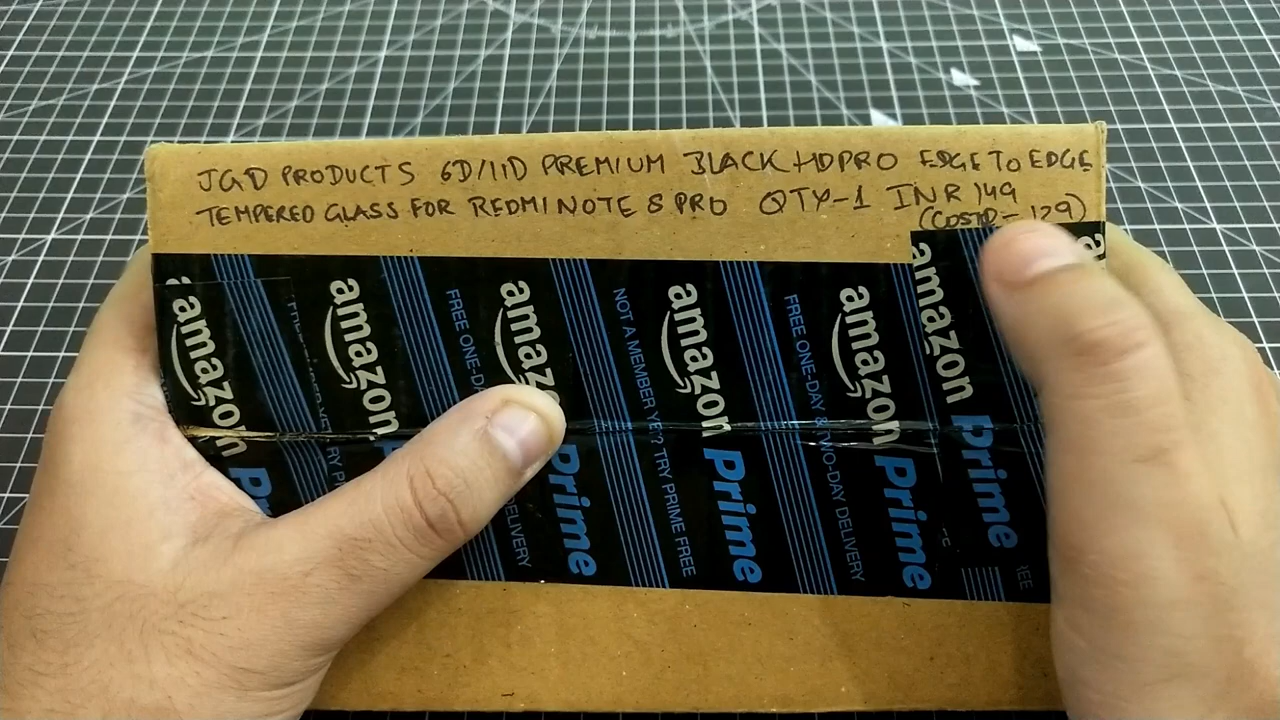 JGD PRODUCTS 6D/11D PREMIUM BLACK HDPRO EDGE TO EDGE
TEMPERED GLASS FOR REDMI NOTE 8 PRO QTY-1 INR 149
129)
amazon
amazon
FREE ONE-DAY
DELIVERY
amazon
Prime
NOT A MEMBER YET? TRY PRIME FREE
amazon
Prime
FREE ONE-DAY & TWO-DAY DELIVERY
amazon
Prime
amazon
Prime